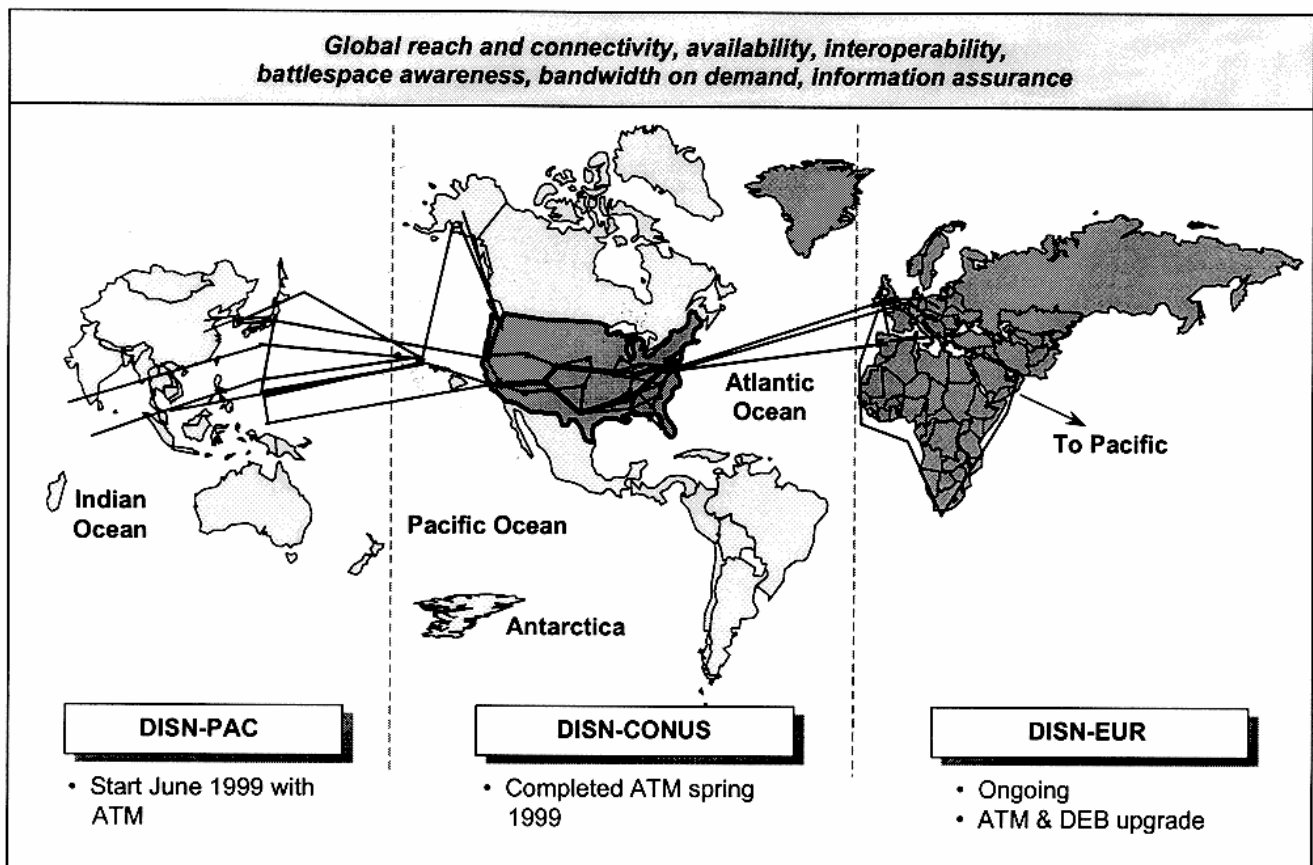 Global reach and connectivity, availability, interoperability,
battlespace awareness, bandwidth on demand, information assurance
Atlantic
Ocean
To Pacific
Indian
Ocean
Pacific Ocean
Antarctica
DISN-PAC
• Start June 1999 with
ATM
DISN-CONUS
• Completed ATM spring
1999
DISN-EUR
• Ongoing
• ATM & DEB upgrade